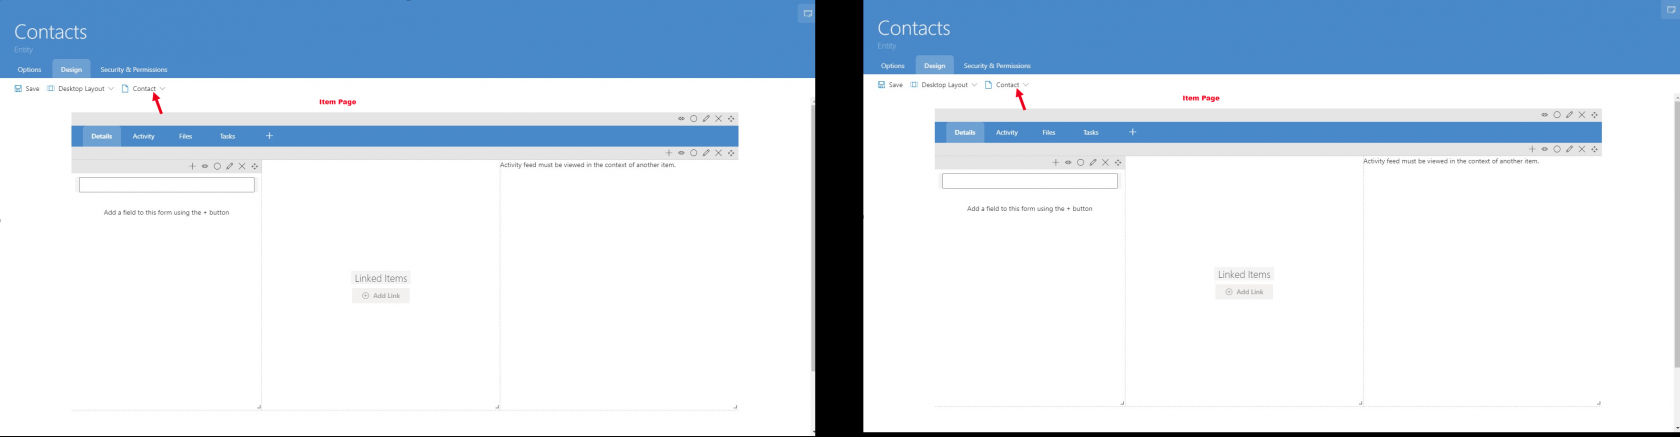 Contacts
Entity
Options Design Security & Permissions
Save Desktop Layout Contact
Item Page
Details Activity Files Tasks +
Activity feed must be viewed in the context of another item.
Add a field to this form using the + button
Linked Items
Add Link
Contacts
Entity
Options Design Security & Permissions
Save Desktop Layout Contact
Item Page
Details Activity Files Tasks +
Activity feed must be viewed in the context of another item.
Add a field to this form using the + button
Linked Items
Add Link